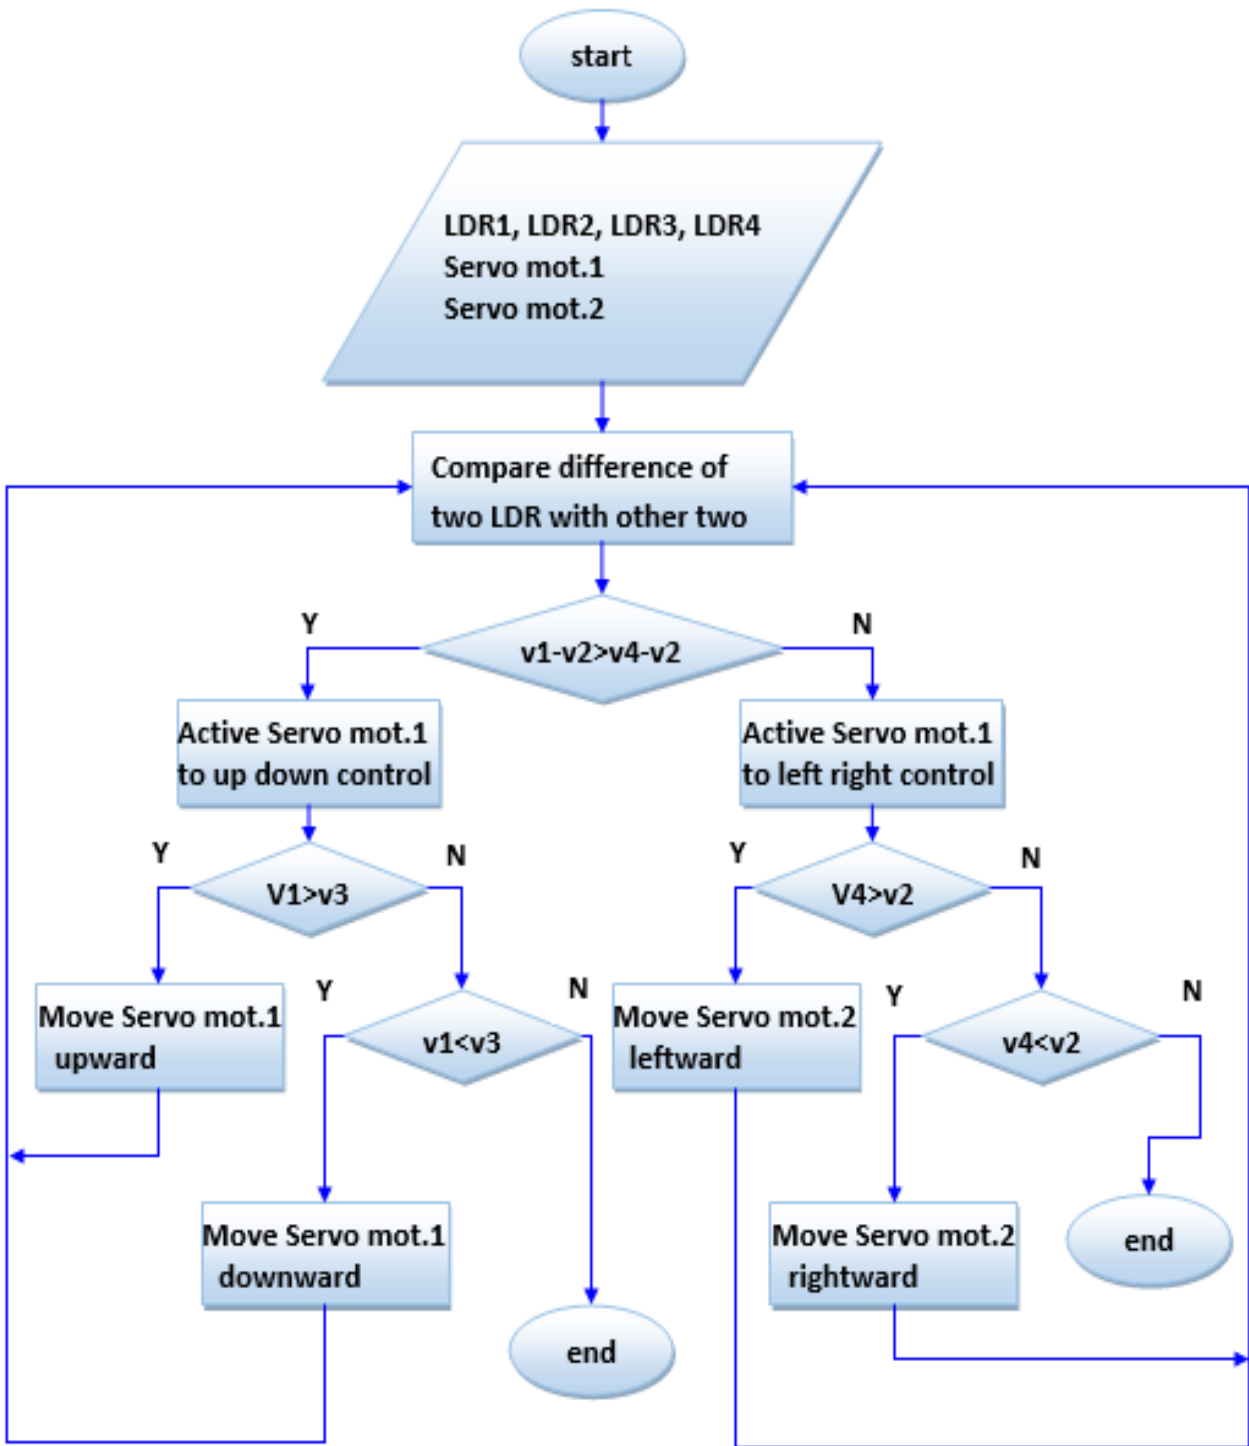 start
LDR1, LDR2, LDR3, LDR4
Servo mot.1
Servo mot.2
Compare difference of
two LDR with other two
Y
N
v1-v2>v4-v2
Active Servo mot.1
to up down control
Active Servo mot.1
to left right control
Y
N
V1>v3
Y
N
V4>v2
Move Servo mot.1
upward
Y
N
v1<v3
Move Servo mot.2
leftward
Y
N
v4<v2
Move Servo mot.1
downward
end
Move Servo mot.2
rightward
end